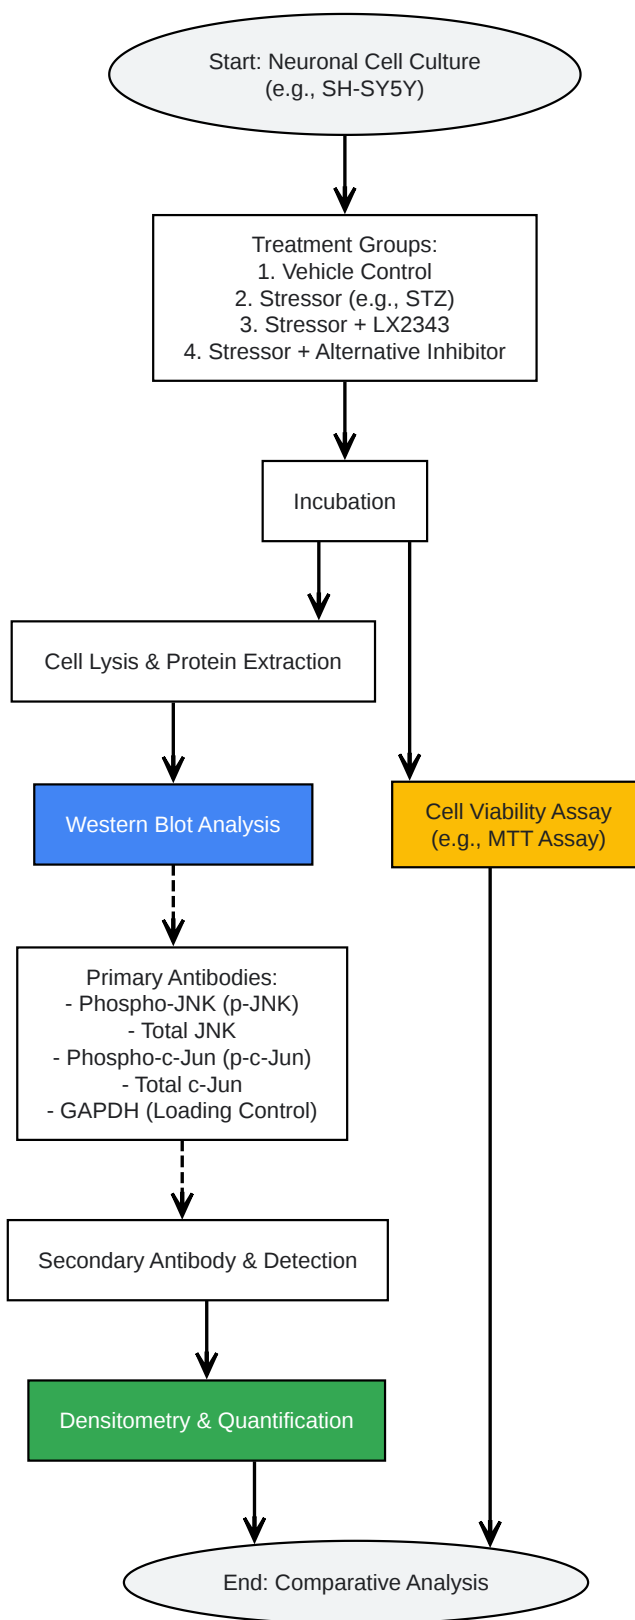 Start: Neuronal Cell Culture
(e.g., SH-SY5Y)
Treatment Groups:
1. Vehicle Control
2. Stressor (e.g., STZ)
3. Stressor + LX2343
4. Stressor + Alternative Inhibitor
Incubation
Cell Lysis & Protein Extraction
Western Blot Analysis
Cell Viability Assay
(e.g., MTT Assay)
Primary Antibodies:
- Phospho-JNK (p-JNK)
- Total JNK
- Phospho-c-Jun (p-c-Jun)
- Total c-Jun
- GAPDH (Loading Control)
Secondary Antibody & Detection
Densitometry & Quantification
End: Comparative Analysis